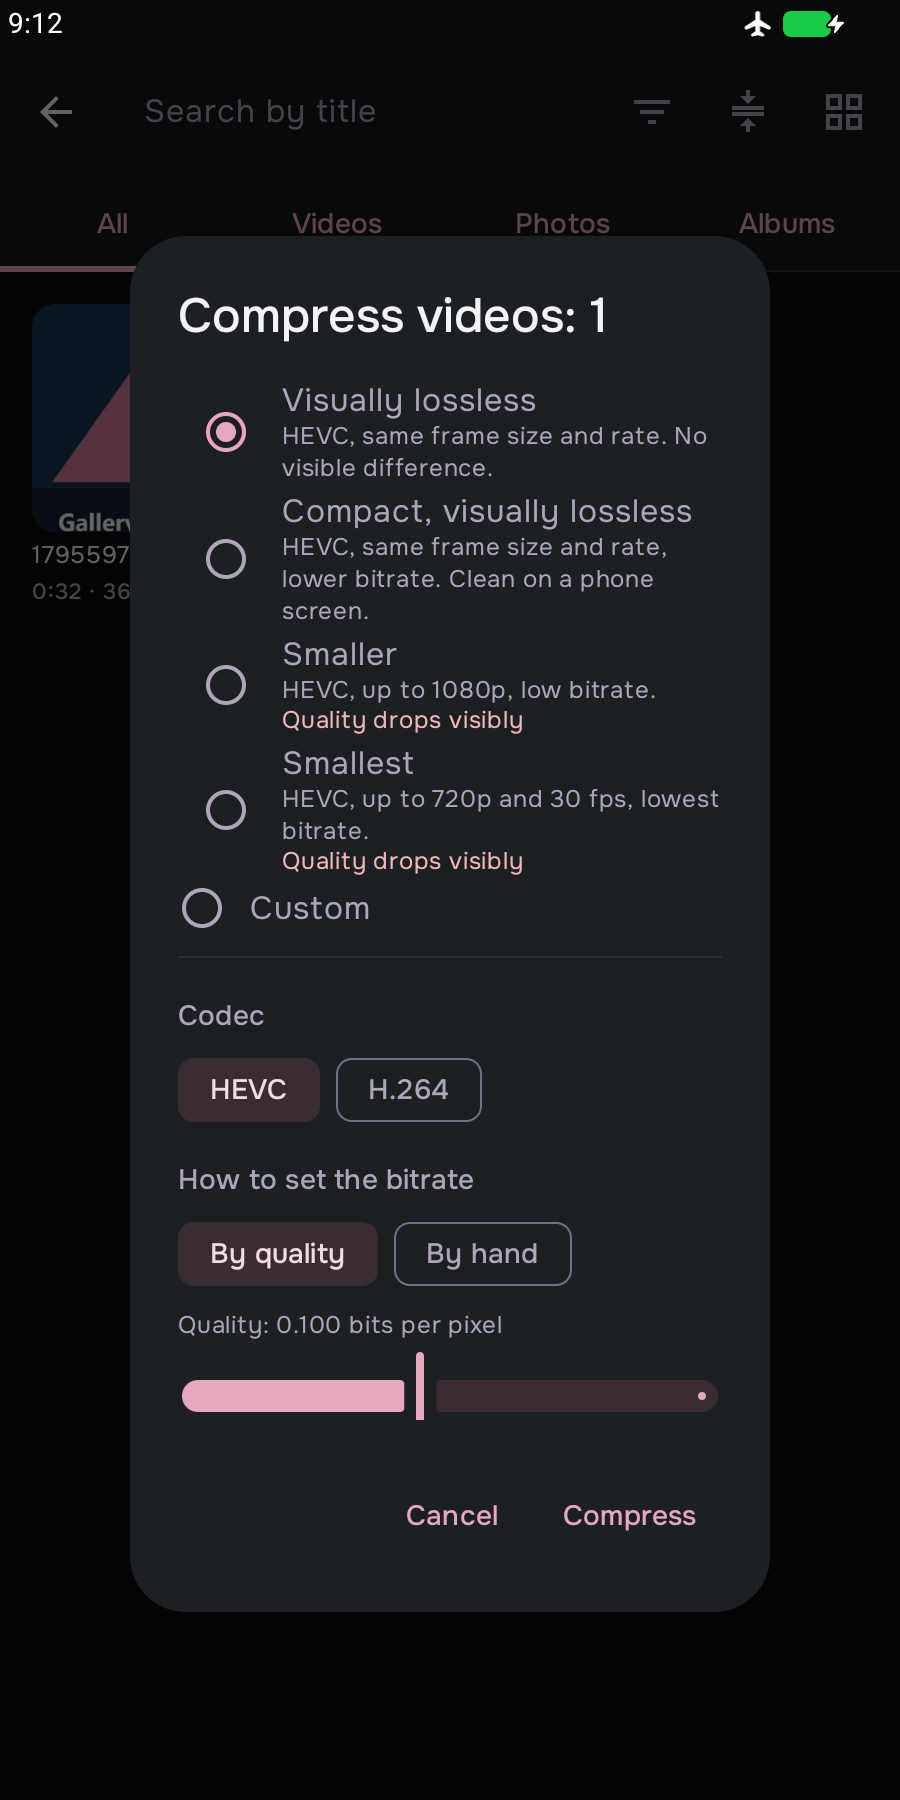 9:12
Search by title
All
Videos
Photos
Albums
Compress videos: 1
Visually lossless
HEVC, same frame size and rate. No
visible difference.
Compact, visually lossless
HEVC, same frame size and rate,
lower bitrate. Clean on a phone
screen.
Smaller
HEVC, up to 1080p, low bitrate.
Quality drops visibly
Smallest
HEVC, up to 720p and 30 fps, lowest
bitrate.
Quality drops visibly
Custom
1795597
0:32 · 36
Codec
HEVC
H.264
How to set the bitrate
By quality
By hand
Quality: 0.100 bits per pixel
Cancel
Compress